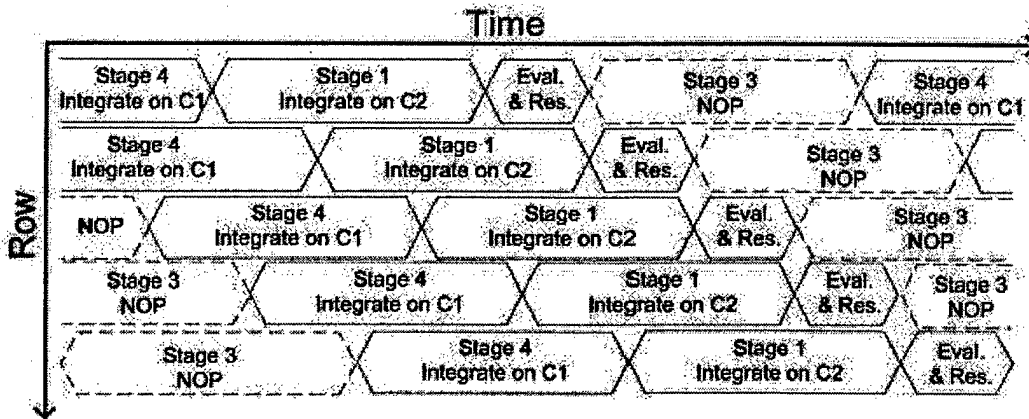 Time
Stage 4 Stage 1 Eval. Stage 3 Stage 4
Integrate on C1 Integrate on C2 & Res. NOP Integrate on C1
Stage 4 Stage 1 Eval. Stage 3
Integrate on C1 Integrate on C2 & Res. NOP
NOP Stage 4 Stage 1 Eval. Stage 3
Integrate on C1 Integrate on C2 & Res. NOP
Stage 3 Stage 4 Stage 1 Eval. Stage 3
NOP Integrate on C1 Integrate on C2 & Res. NOP
Stage 3 Stage 4 Stage 1 Eval.
NOP Integrate on C1 Integrate on C2 & Res.
Row